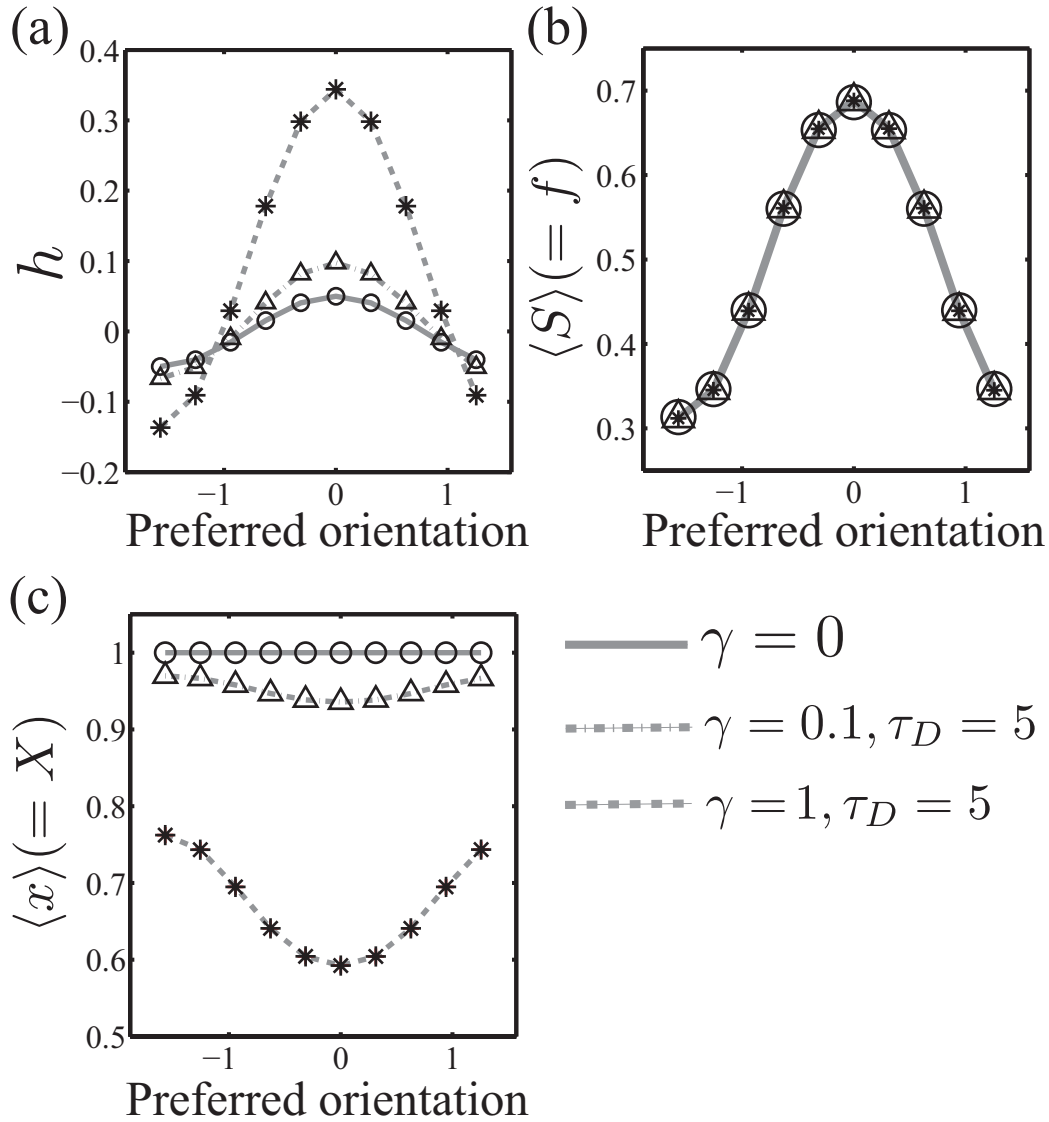 (a)
0.4
0.3
0.2
0.1
0
−0.1
−0.2
h
−1 0 1
Preferred orientation
(b)
0.7
0.6
0.5
0.4
0.3
⟨S⟩(= f)
−1 0 1
Preferred orientation
(c)
1
0.9
0.8
0.7
0.6
0.5
⟨x⟩(= X)
−1 0 1
Preferred orientation
γ = 0
γ = 0.1, τ_D = 5
γ = 1, τ_D = 5